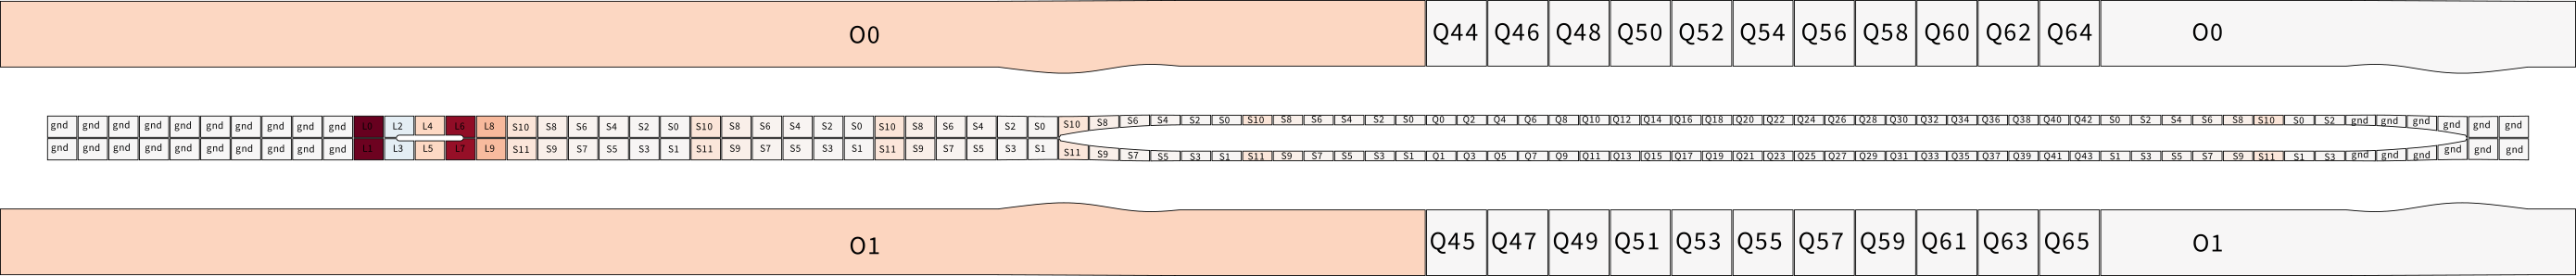 O0 Q44 Q46 Q48 Q50 Q52 Q54 Q56 Q58 Q60 Q62 Q64 O0
gnd gnd gnd gnd gnd gnd gnd gnd gnd gnd L0 L2 L4 L6 L8 S10 S8 S6 S4 S2 S0 S10 S8 S6 S4 S2 S0 S10 S8 S6 S4 S2 S0 S10 S8 S6 S4 S2 S0 S10 S8 S6 S4 S2 S0 Q0 Q2 Q4 Q6 Q8 Q10 Q12 Q14 Q16 Q18 Q20 Q22 Q24 Q26 Q28 Q30 Q32 Q34 Q36 Q38 Q40 Q42 S0 S2 S4 S6 S8 S10 S0 S2 gnd gnd gnd gnd gnd gnd
gnd gnd gnd gnd gnd gnd gnd gnd gnd gnd L1 L3 L5 L7 L9 S11 S9 S7 S5 S3 S1 S11 S9 S7 S5 S3 S1 S11 S9 S7 S5 S3 S1 S11 S9 S7 S5 S3 S1 S11 S9 S7 S5 S3 S1 Q1 Q3 Q5 Q7 Q9 Q11 Q13 Q15 Q17 Q19 Q21 Q23 Q25 Q27 Q29 Q31 Q33 Q35 Q37 Q39 Q41 Q43 S1 S3 S5 S7 S9 S11 S1 S3 gnd gnd gnd gnd gnd gnd
O1 Q45 Q47 Q49 Q51 Q53 Q55 Q57 Q59 Q61 Q63 Q65 O1